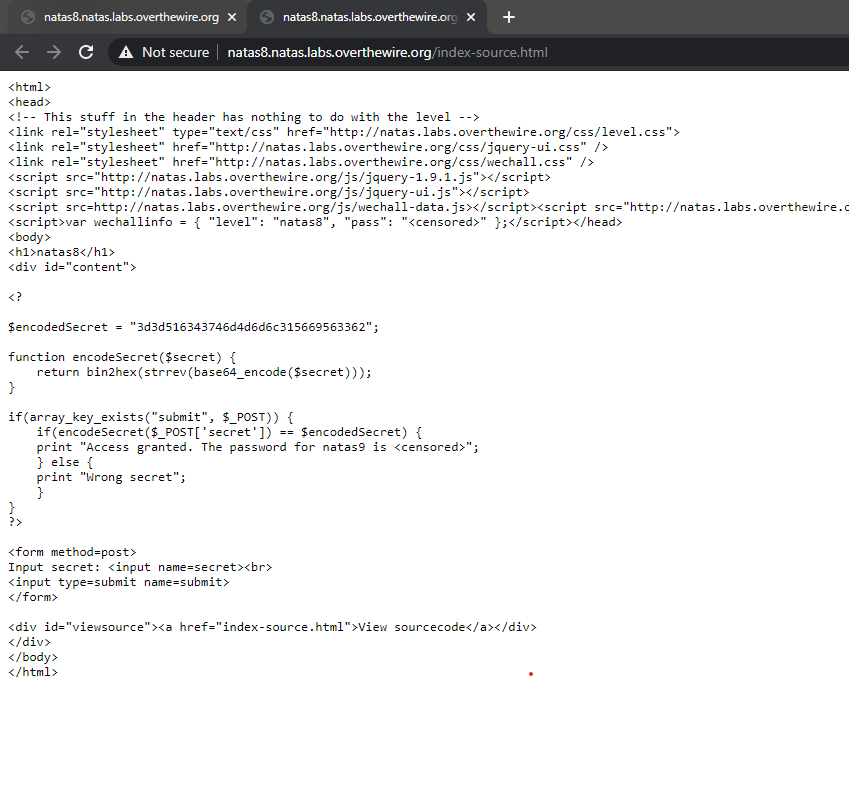 natas8.natas.labs.overthewire.org natas8.natas.labs.overthewire.org
Not secure natas8.natas.labs.overthewire.org/index-source.html
<html>
<head>
<!-- This stuff in the header has nothing to do with the level -->
<link rel="stylesheet" type="text/css" href="http://natas.labs.overthewire.org/css/level.css">
<link rel="stylesheet" href="http://natas.labs.overthewire.org/css/jquery-ui.css" />
<link rel="stylesheet" href="http://natas.labs.overthewire.org/css/wechall.css" />
<script src="http://natas.labs.overthewire.org/js/jquery-1.9.1.js"></script>
<script src="http://natas.labs.overthewire.org/js/jquery-ui.js"></script>
<script src=http://natas.labs.overthewire.org/js/wechall-data.js></script><script src="http://natas.labs.overthewire.o
<script>var wechallinfo = { "level": "natas8", "pass": "<censored>" };</script></head>
<body>
<h1>natas8</h1>
<div id="content">
<?
$encodedSecret = "3d3d516343746d4d6d6c315669563362";
function encodeSecret($secret) {
    return bin2hex(strrev(base64_encode($secret)));
}
if(array_key_exists("submit", $_POST)) {
    if(encodeSecret($_POST['secret']) == $encodedSecret) {
    print "Access granted. The password for natas9 is <censored>";
    } else {
    print "Wrong secret";
    }
}
?>
<form method=post>
Input secret: <input name=secret><br>
<input type=submit name=submit>
</form>
<div id="viewsource"><a href="index-source.html">View sourcecode</a></div>
</div>
</body>
</html>